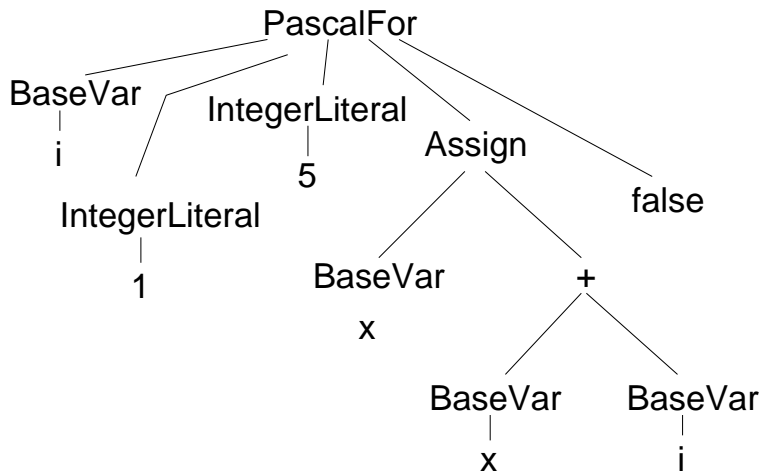 PascalFor
BaseVar
IntegerLiteral
i
Assign
5
IntegerLiteral
false
1
BaseVar
+
x
BaseVar BaseVar
x i